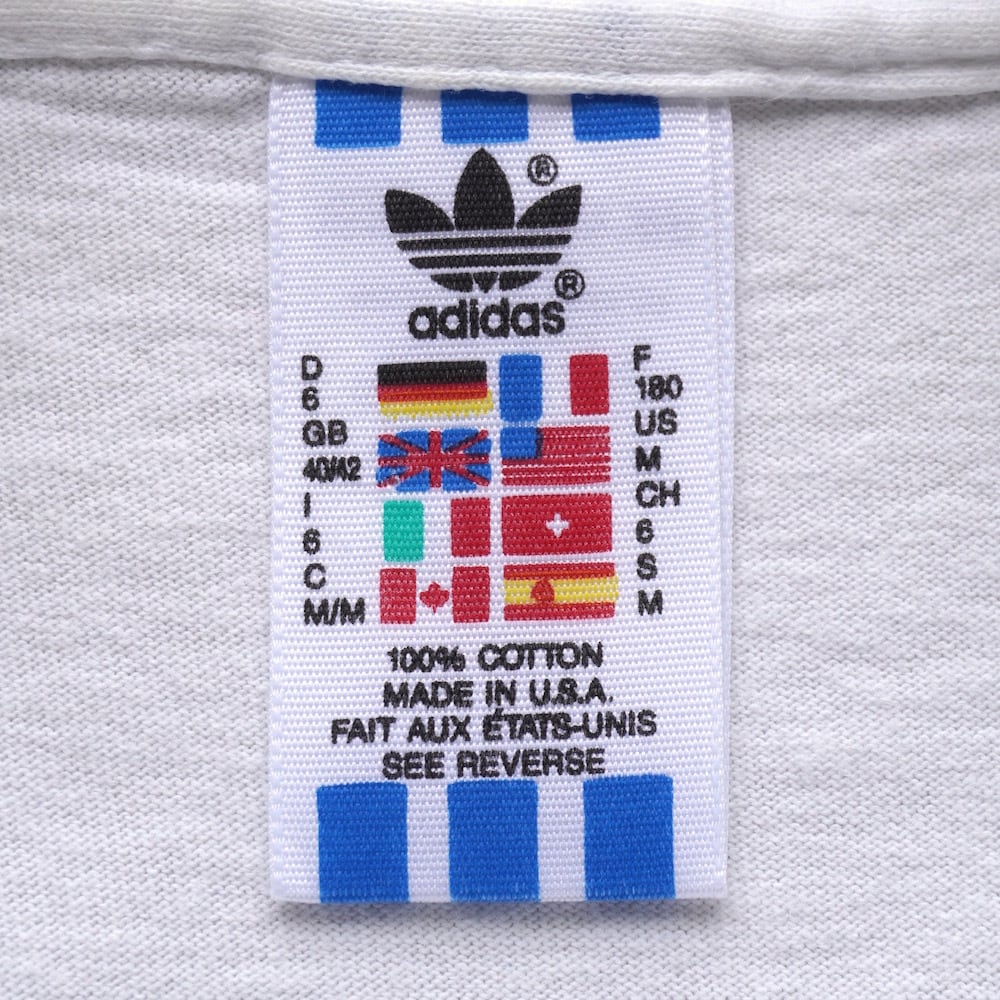 ®
adidas®
D
6
GB
40/42
I
6
C
M/M
F
180
US
M
CH
6
S
M
100% COTTON
MADE IN U.S.A.
FAIT AUX ÉTATS-UNIS
SEE REVERSE